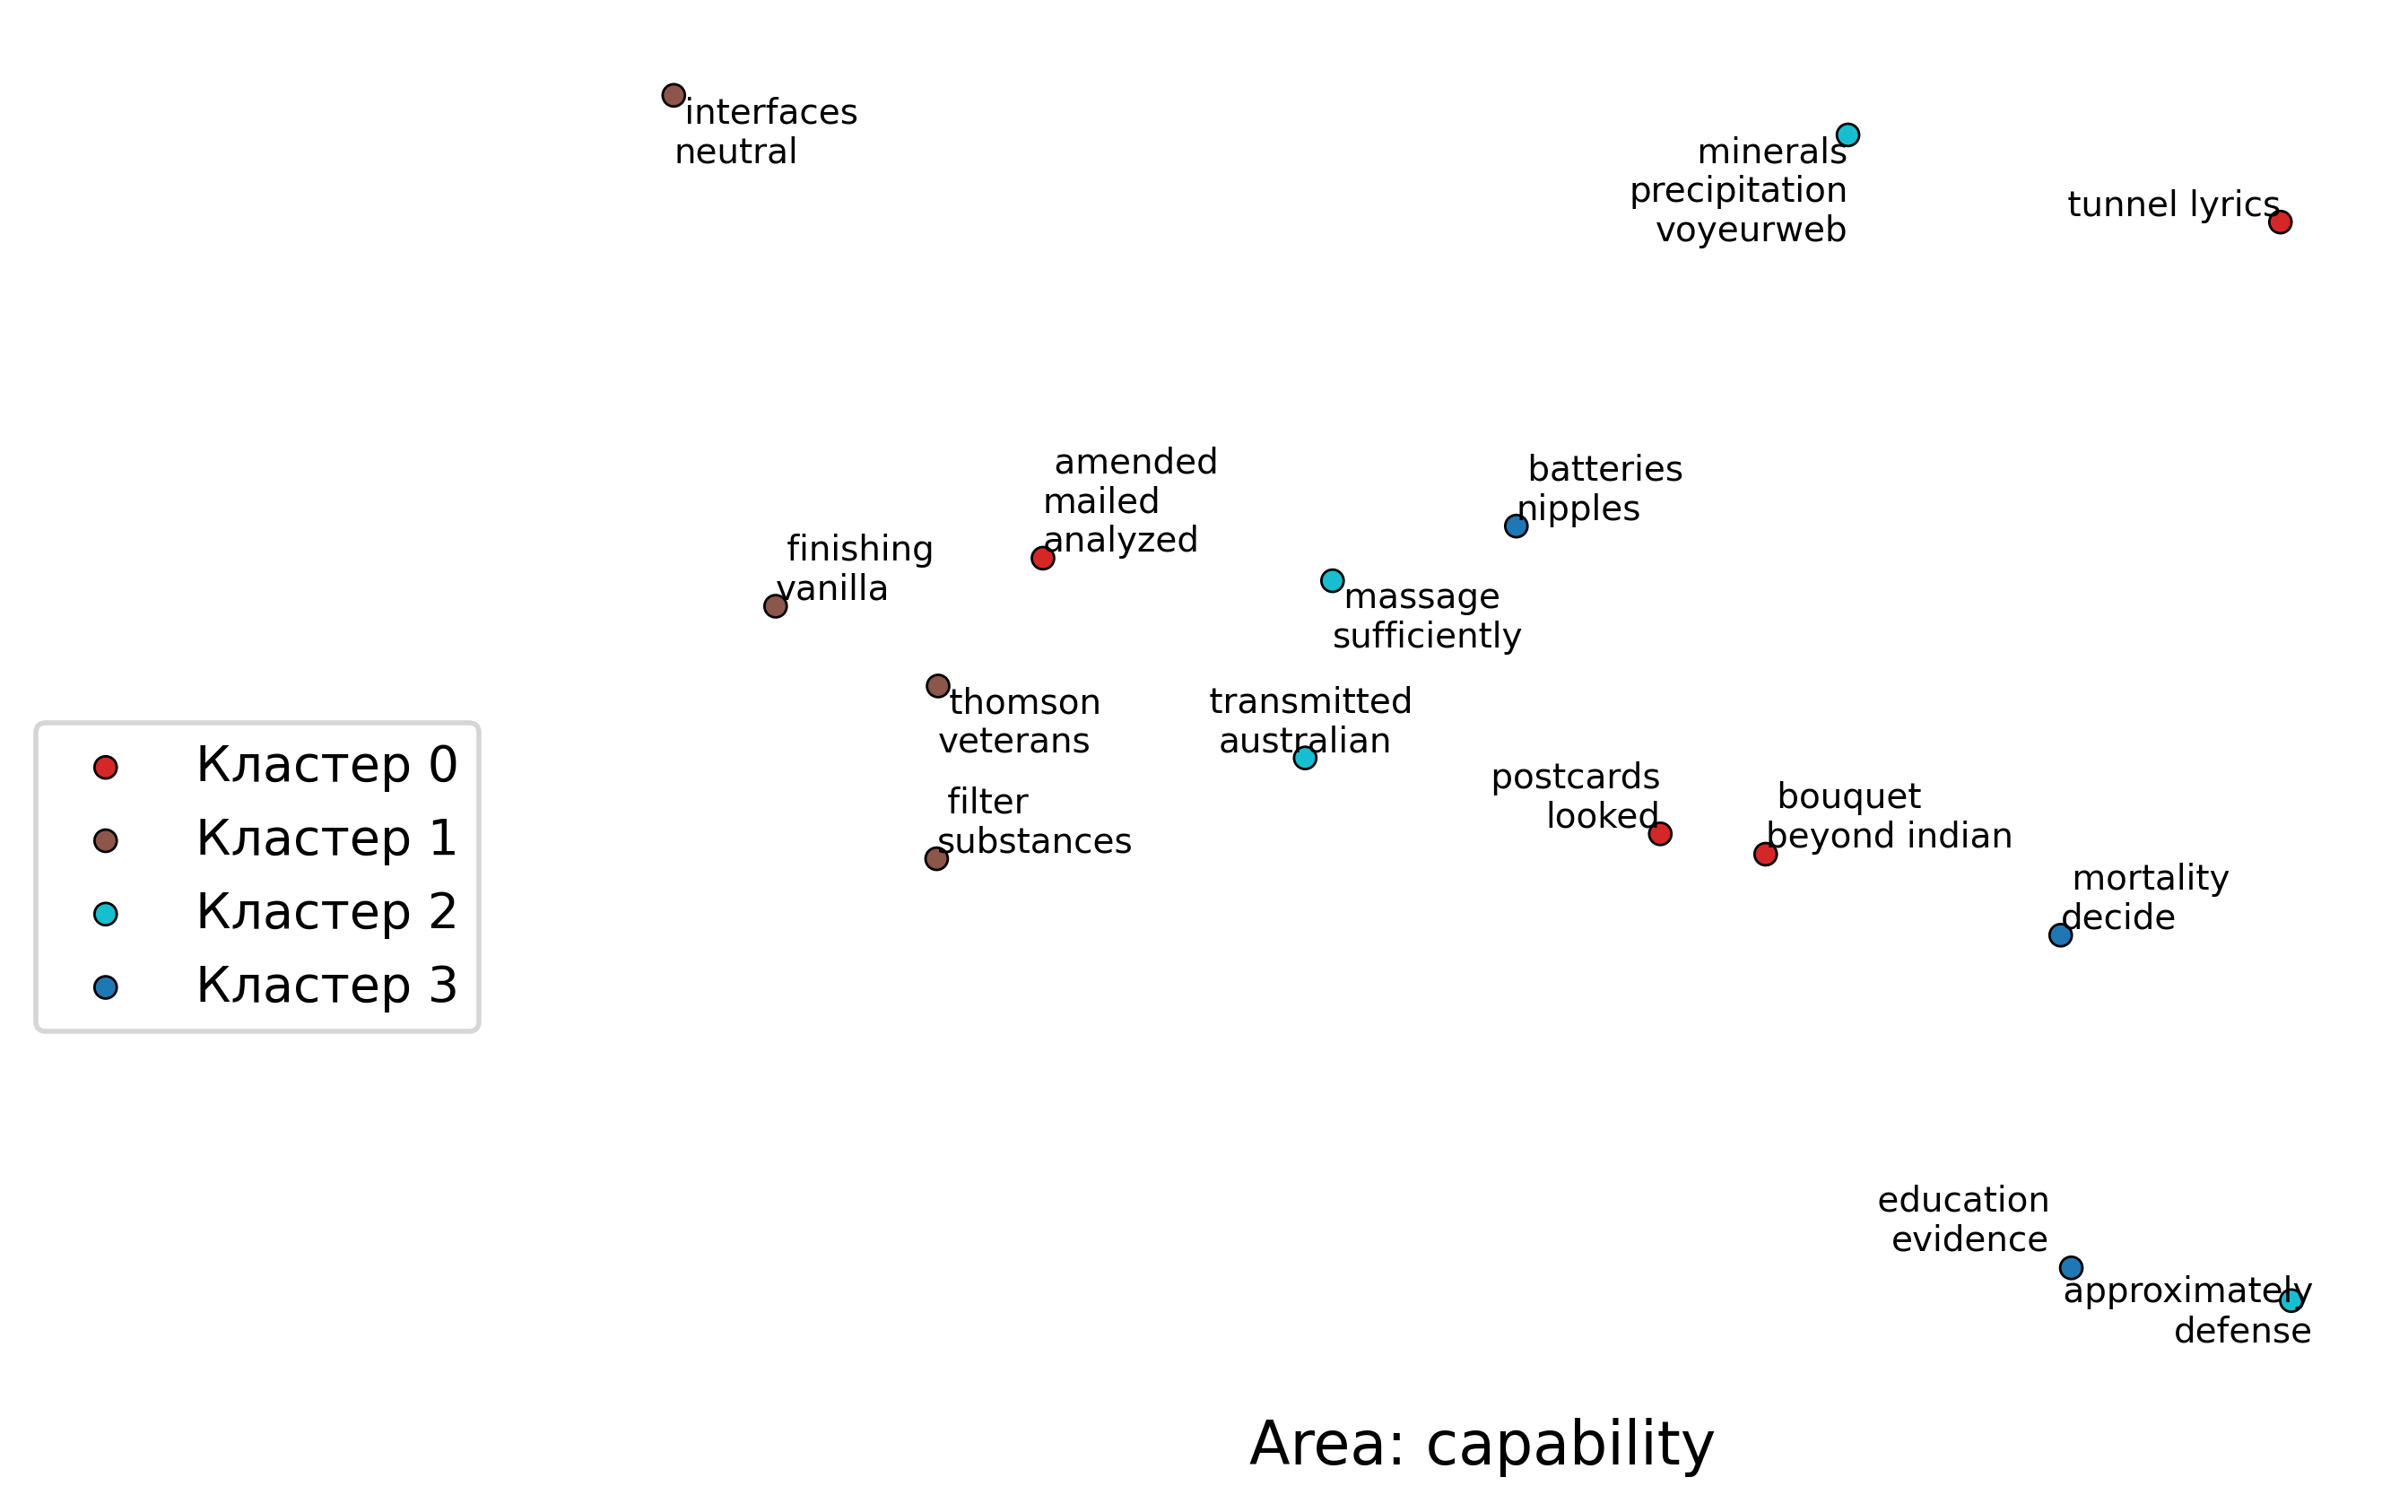 interfaces
neutral
minerals
precipitation
voyeurweb
tunnel lyrics
amended
mailed
analyzed
batteries
nipples
finishing
vanilla
massage
sufficiently
thomson
veterans
transmitted
australian
postcards
looked
bouquet
beyond indian
filter
substances
mortality
decide
Кластер 0
Кластер 1
Кластер 2
Кластер 3
education
evidence
approximately
defense
Area: capability